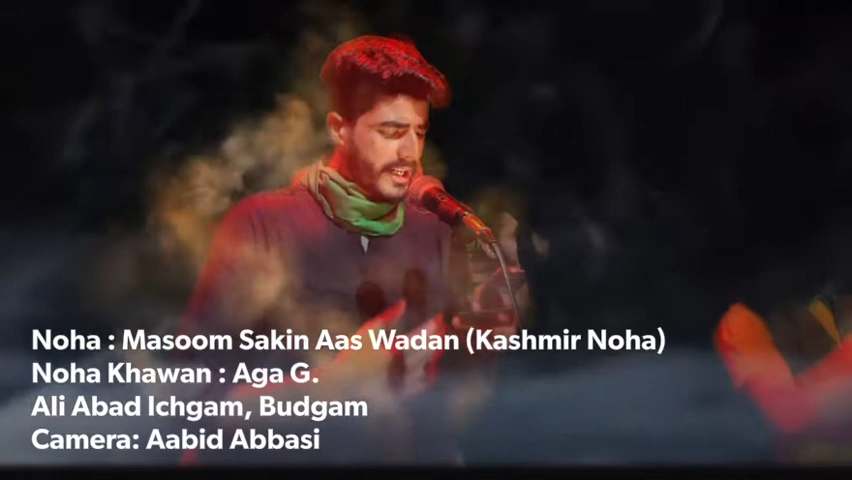 Noha : Masoom Sakin Aas Wadan (Kashmir Noha)
Noha Khawan : Aga G.
Ali Abad Ichgam, Budgam
Camera: Aabid Abbasi